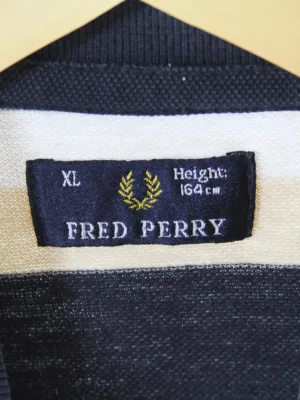 XL
Height:
164cm
FRED PERRY